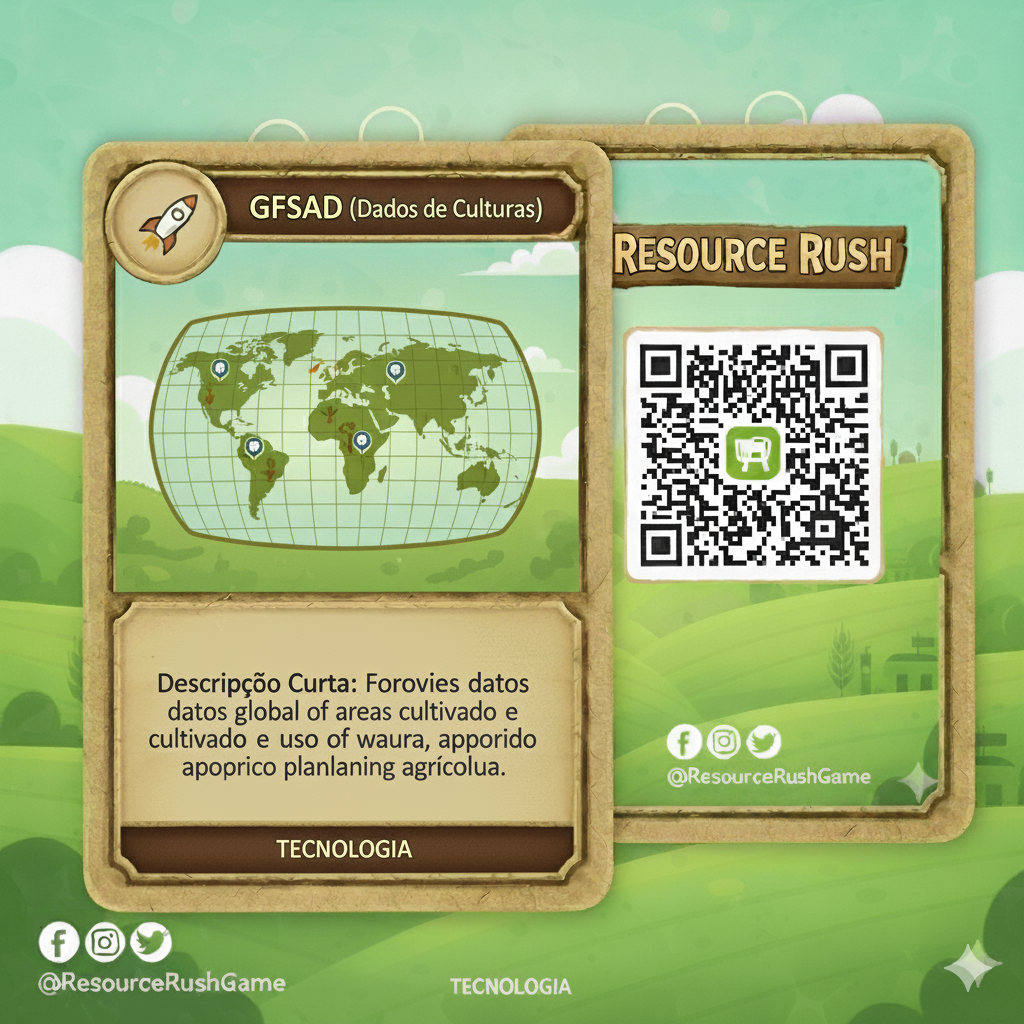 GFSAD (Dados de Culturas)
RESOURCE RUSH
Descripção Curta: Forovies datos
datos global of areas cultivado e
cultivado e uso of waura, apporido
apoprico planlaning agrícolua.
TECNOLOGIA
@ResourceRushGame
@ResourceRushGame
TECNOLOGIA